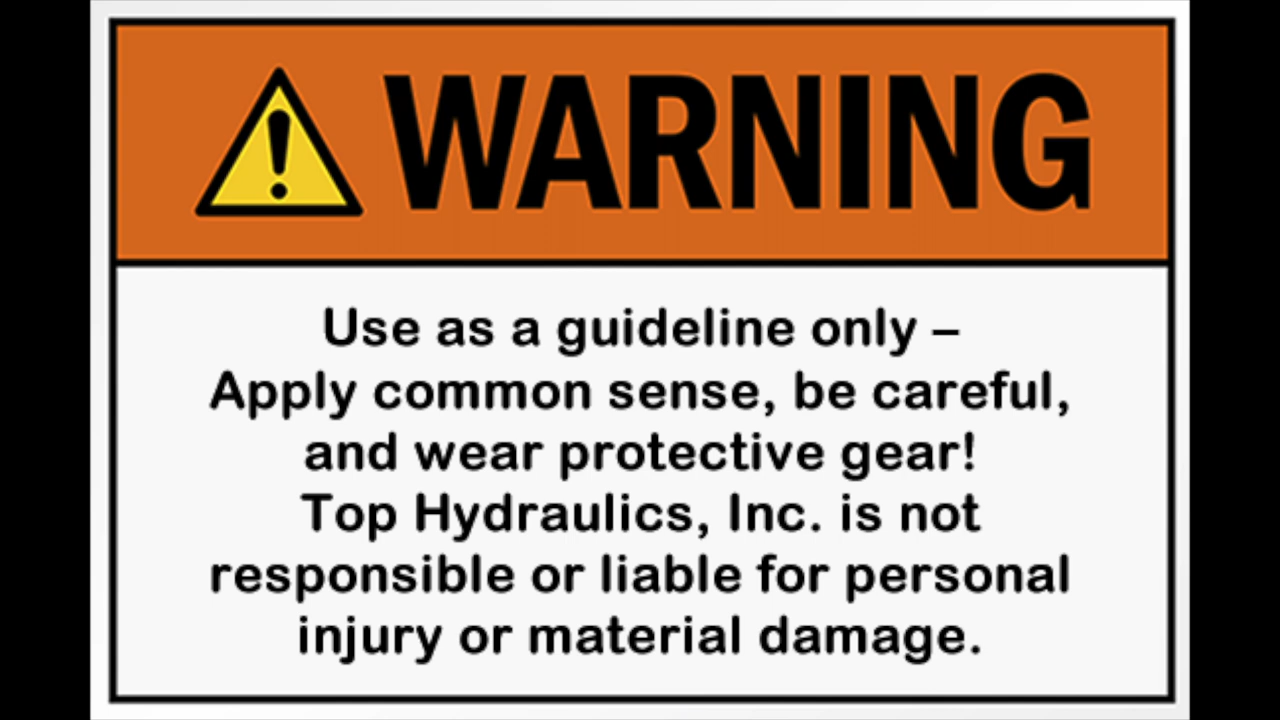 WARNING
Use as a guideline only –
Apply common sense, be careful,
and wear protective gear!
Top Hydraulics, Inc. is not
responsible or liable for personal
injury or material damage.